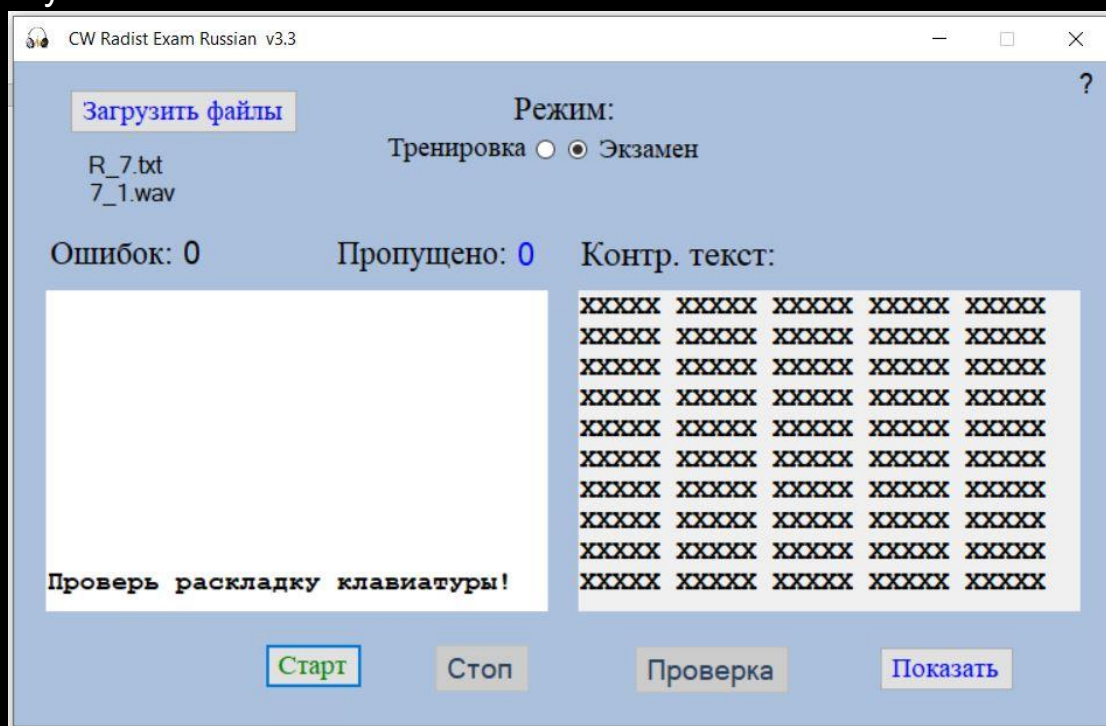 CW Radist Exam Russian v3.3
?
Загрузить файлы
Режим:
Тренировка Экзамен
R_7.txt
7_1.wav
Ошибок: 0 Пропущено: 0 Контр. текст:
XXXXX XXXXX XXXXX XXXXX XXXXX
XXXXX XXXXX XXXXX XXXXX XXXXX
XXXXX XXXXX XXXXX XXXXX XXXXX
XXXXX XXXXX XXXXX XXXXX XXXXX
XXXXX XXXXX XXXXX XXXXX XXXXX
XXXXX XXXXX XXXXX XXXXX XXXXX
XXXXX XXXXX XXXXX XXXXX XXXXX
XXXXX XXXXX XXXXX XXXXX XXXXX
XXXXX XXXXX XXXXX XXXXX XXXXX
XXXXX XXXXX XXXXX XXXXX XXXXX
Проверь раскладку клавиатуры!
Старт Стоп Проверка Показать